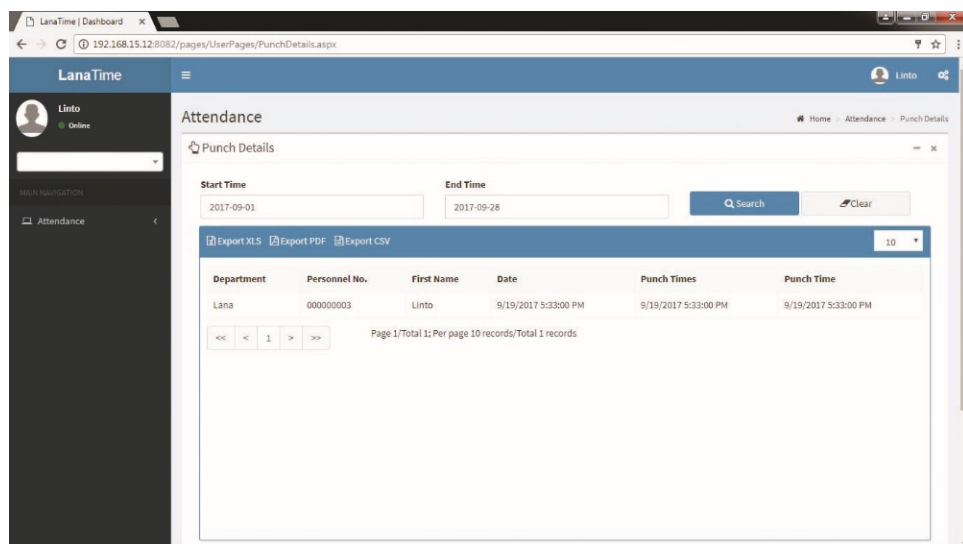 LanaTime | Dashboard
192.168.15.12:8082/pages/UserPages/PunchDetails.aspx
LanaTime
Linto
Linto
Online
MAIN NAVIGATION
Attendance
Attendance
Home > Attendance > Punch Details
Punch Details
Start Time End Time
2017-09-01 2017-09-28 Search Clear
Export XLS Export PDF Export CSV 10
Department Personnel No. First Name Date Punch Times Punch Time
Lana 000000003 Linto 9/19/2017 5:33:00 PM 9/19/2017 5:33:00 PM 9/19/2017 5:33:00 PM
<< < 1 > >> Page 1/Total 1; Per page 10 records/Total 1 records